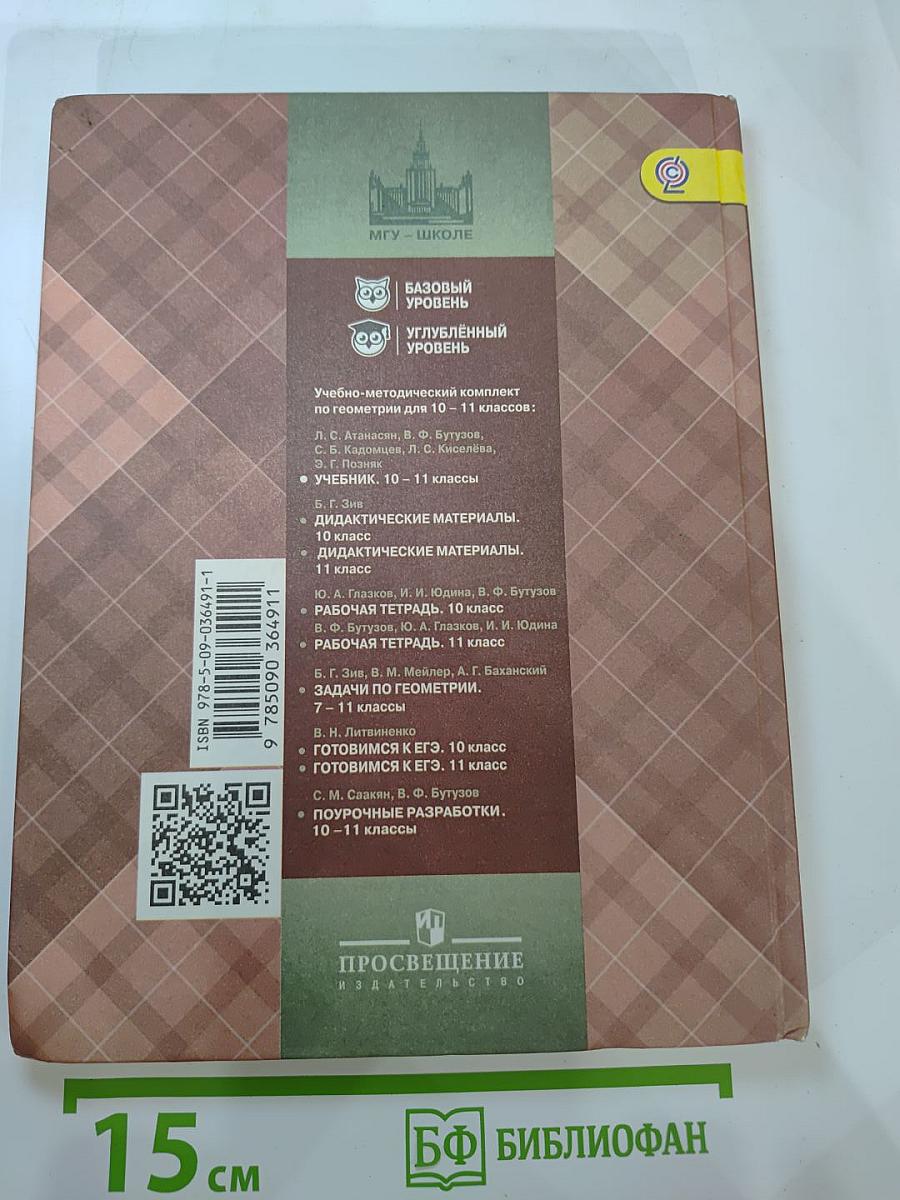 МГУ – ШКОЛЕ
БАЗОВЫЙ
УРОВЕНЬ
УГЛУБЛЁННЫЙ
УРОВЕНЬ
Учебно-методический комплект
по геометрии для 10 – 11 классов:
Л. С. Атанасян, В. Ф. Бутузов,
С. Б. Кадомцев, Л. С. Киселёва,
Э. Г. Позняк
• УЧЕБНИК. 10 – 11 классы
Б. Г. Зив
• ДИДАКТИЧЕСКИЕ МАТЕРИАЛЫ.
10 класс
• ДИДАКТИЧЕСКИЕ МАТЕРИАЛЫ.
11 класс
Ю. А. Глазков, И. И. Юдина, В. Ф. Бутузов
• РАБОЧАЯ ТЕТРАДЬ. 10 класс
В. Ф. Бутузов, Ю. А. Глазков, И. И. Юдина
• РАБОЧАЯ ТЕТРАДЬ. 11 класс
Б. Г. Зив, В. М. Мейлер, А. Г. Баханский
• ЗАДАЧИ ПО ГЕОМЕТРИИ.
7 – 11 классы
В. Н. Литвиненко
• ГОТОВИМСЯ К ЕГЭ. 10 класс
• ГОТОВИМСЯ К ЕГЭ. 11 класс
С. М. Саакян, В. Ф. Бутузов
• ПОУРОЧНЫЕ РАЗРАБОТКИ.
10 –11 классы
ISBN 978-5-09-036491-1
9 785090 364911
ИП
ПРОСВЕЩЕНИЕ
ИЗДАТЕЛЬСТВО
15 см
БФ БИБЛИОФАН